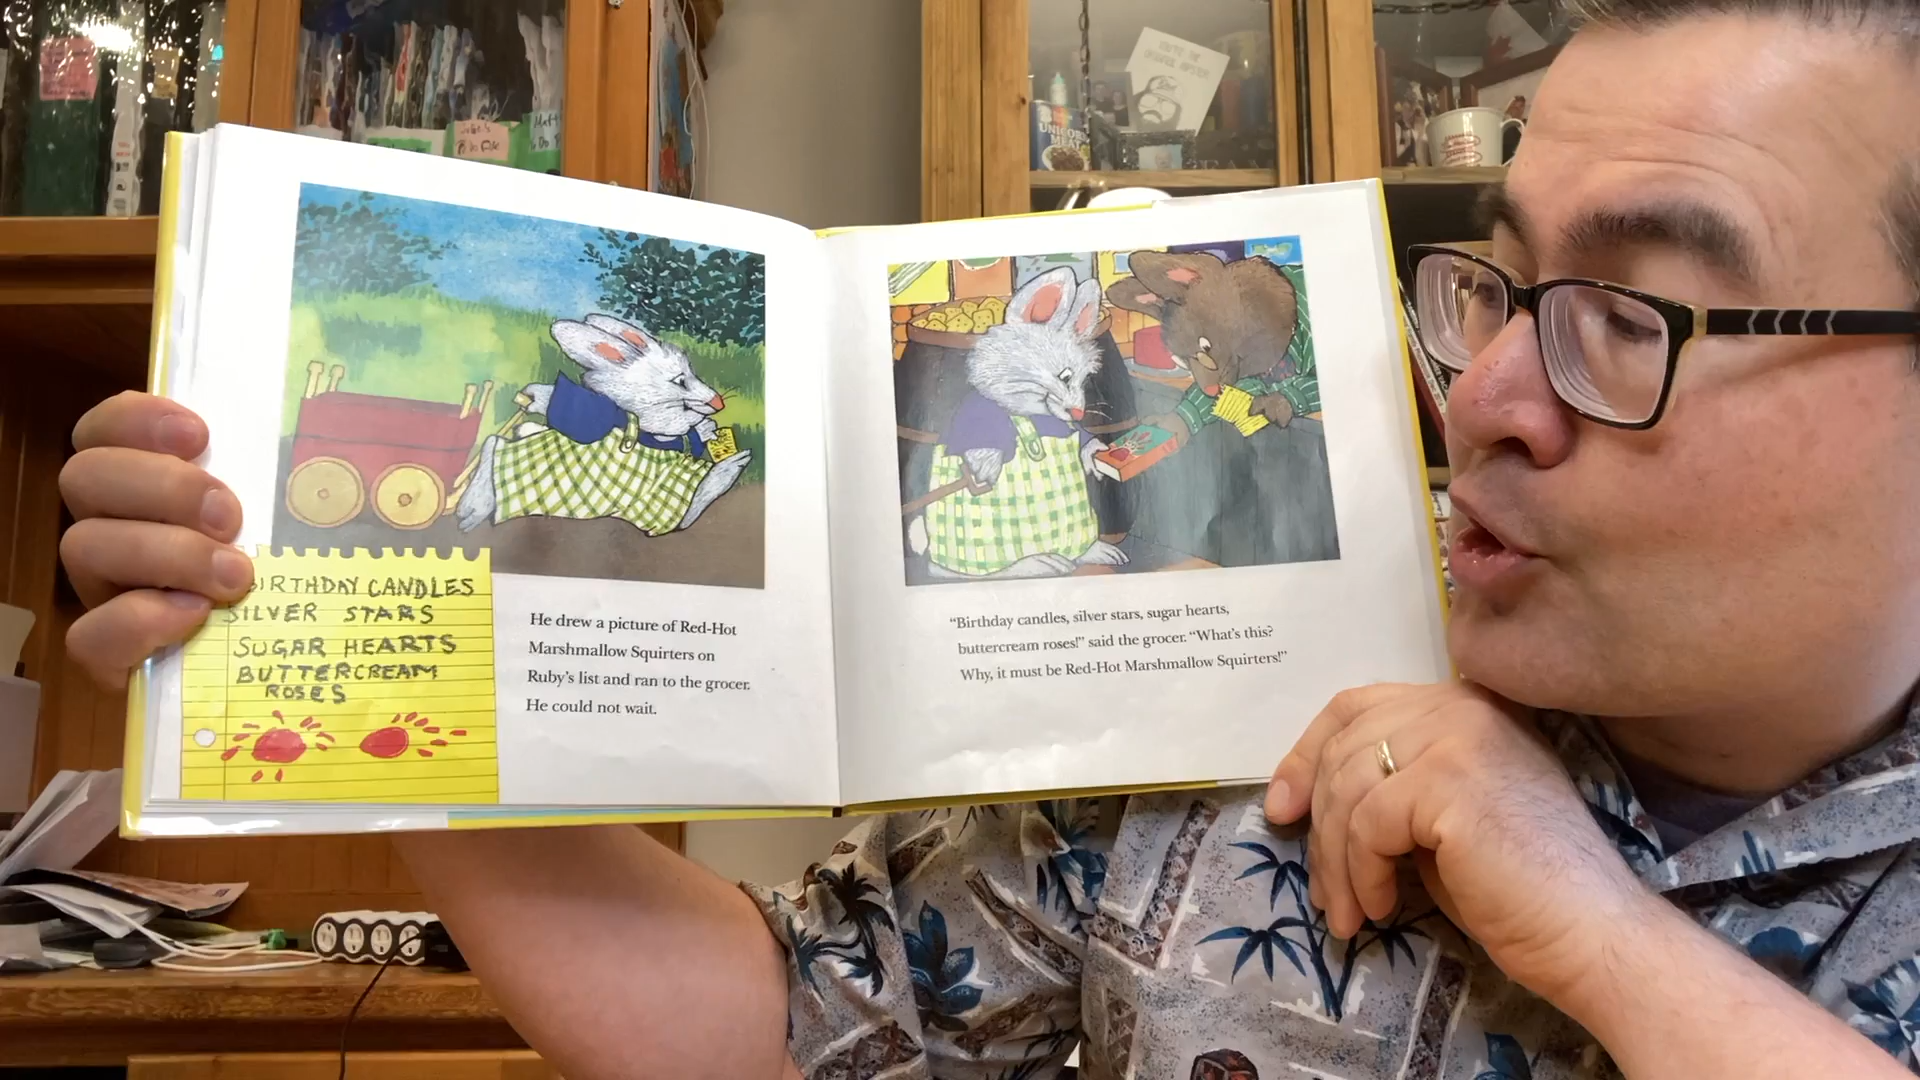 UNICORN
MEAT
BIRTHDAY CANDLES
SILVER STARS
SUGAR HEARTS
BUTTERCREAM
ROSES
He drew a picture of Red-Hot
Marshmallow Squirters on
Ruby's list and ran to the grocer.
He could not wait.
"Birthday candles, silver stars, sugar hearts,
buttercream roses!" said the grocer. "What's this?
Why, it must be Red-Hot Marshmallow Squirters!"